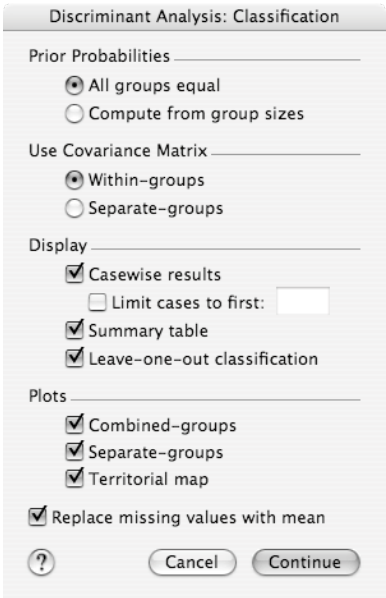 Discriminant Analysis: Classification
Prior Probabilities
All groups equal
Compute from group sizes
Use Covariance Matrix
Within-groups
Separate-groups
Display
Casewise results
Limit cases to first:
Summary table
Leave-one-out classification
Plots
Combined-groups
Separate-groups
Territorial map
Replace missing values with mean
? Cancel Continue